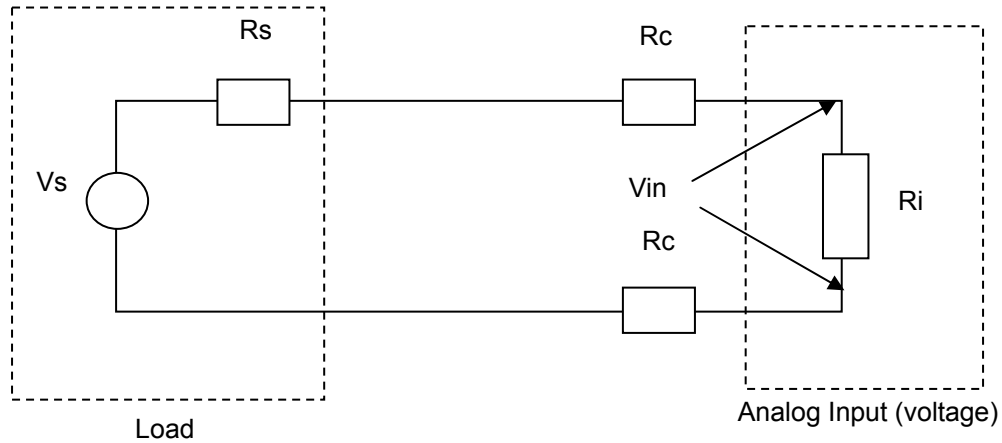 Rs
Rc
Vs
Vin
Ri
Rc
Load
Analog Input (voltage)